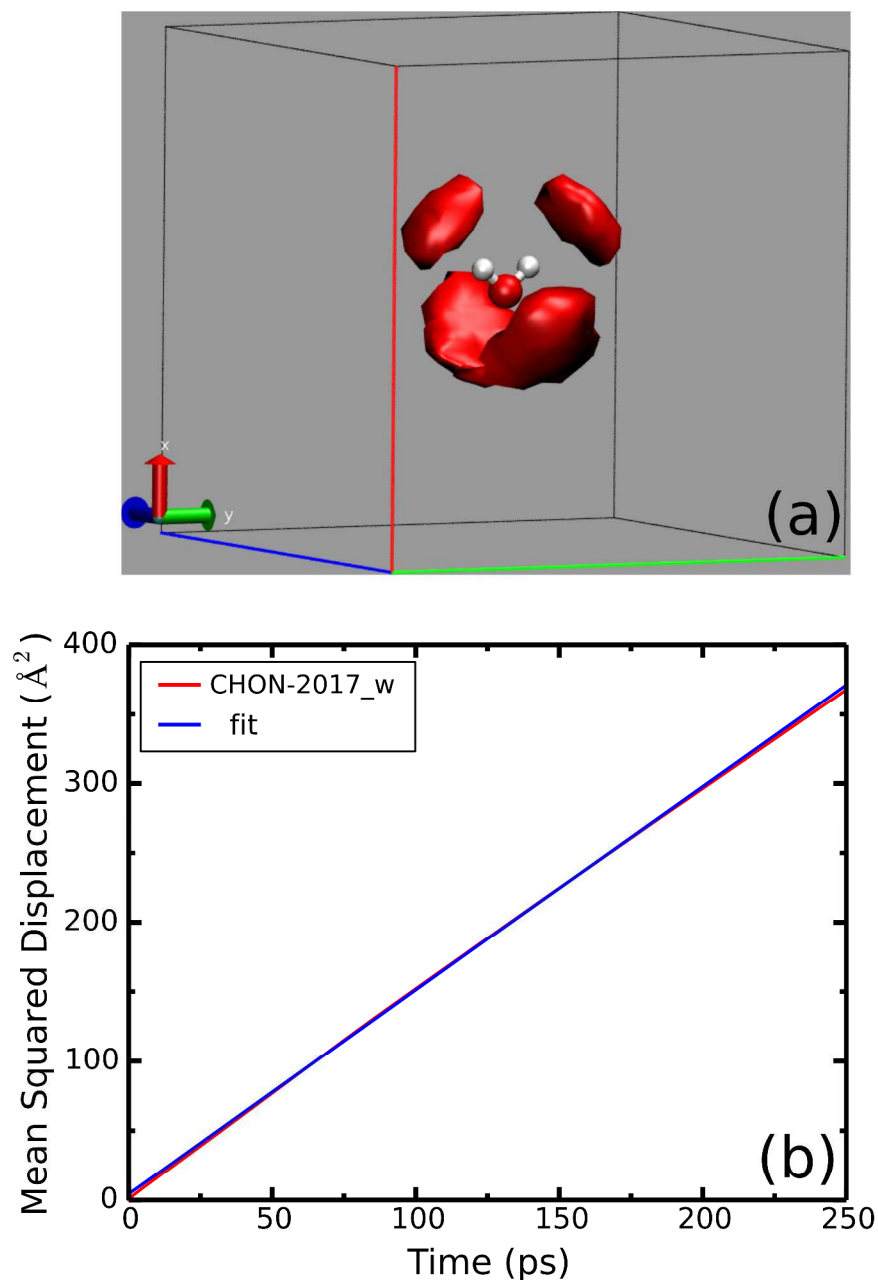 x
y
(a)
Mean Squared Displacement (Å²)
400
300
200
100
0
CHON-2017_w
fit
(b)
0 50 100 150 200 250
Time (ps)